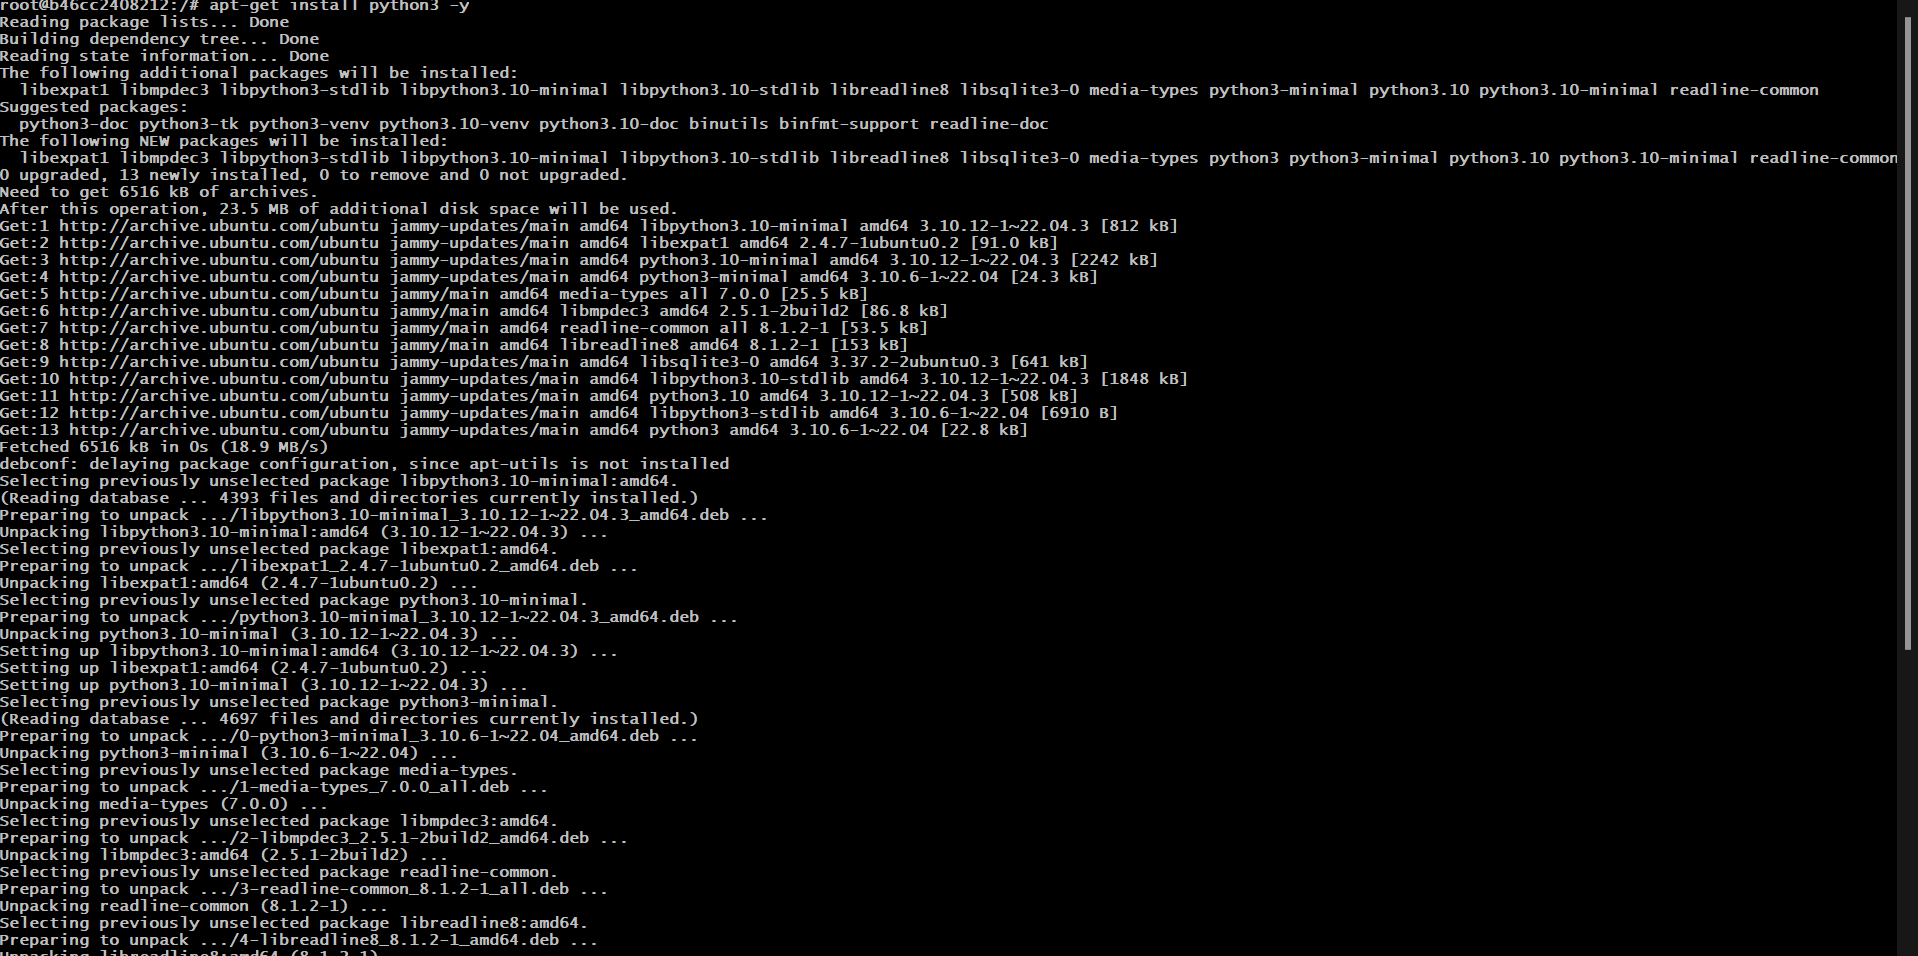 root@b46cc2408212:/# apt-get install python3 -y
Reading package lists... Done
Building dependency tree... Done
Reading state information... Done
The following additional packages will be installed:
  libexpat1 libmpdec3 libpython3-stdlib libpython3.10-minimal libpython3.10-stdlib libreadline8 libsqlite3-0 media-types python3-minimal python3.10 python3.10-minimal readline-common
Suggested packages:
  python3-doc python3-tk python3-venv python3.10-venv python3.10-doc binutils binfmt-support readline-doc
The following NEW packages will be installed:
  libexpat1 libmpdec3 libpython3-stdlib libpython3.10-minimal libpython3.10-stdlib libreadline8 libsqlite3-0 media-types python3 python3-minimal python3.10 python3.10-minimal readline-common
0 upgraded, 13 newly installed, 0 to remove and 0 not upgraded.
Need to get 6516 kB of archives.
After this operation, 23.5 MB of additional disk space will be used.
Get:1 http://archive.ubuntu.com/ubuntu jammy-updates/main amd64 libpython3.10-minimal amd64 3.10.12-1~22.04.3 [812 kB]
Get:2 http://archive.ubuntu.com/ubuntu jammy-updates/main amd64 libexpat1 amd64 2.4.7-1ubuntu0.2 [91.0 kB]
Get:3 http://archive.ubuntu.com/ubuntu jammy-updates/main amd64 python3.10-minimal amd64 3.10.12-1~22.04.3 [2242 kB]
Get:4 http://archive.ubuntu.com/ubuntu jammy-updates/main amd64 python3-minimal amd64 3.10.6-1~22.04 [24.3 kB]
Get:5 http://archive.ubuntu.com/ubuntu jammy/main amd64 media-types all 7.0.0 [25.5 kB]
Get:6 http://archive.ubuntu.com/ubuntu jammy/main amd64 libmpdec3 amd64 2.5.1-2build2 [86.8 kB]
Get:7 http://archive.ubuntu.com/ubuntu jammy/main amd64 readline-common all 8.1.2-1 [53.5 kB]
Get:8 http://archive.ubuntu.com/ubuntu jammy/main amd64 libreadline8 amd64 8.1.2-1 [153 kB]
Get:9 http://archive.ubuntu.com/ubuntu jammy-updates/main amd64 libsqlite3-0 amd64 3.37.2-2ubuntu0.3 [641 kB]
Get:10 http://archive.ubuntu.com/ubuntu jammy-updates/main amd64 libpython3.10-stdlib amd64 3.10.12-1~22.04.3 [1848 kB]
Get:11 http://archive.ubuntu.com/ubuntu jammy-updates/main amd64 python3.10 amd64 3.10.12-1~22.04.3 [508 kB]
Get:12 http://archive.ubuntu.com/ubuntu jammy-updates/main amd64 libpython3-stdlib amd64 3.10.6-1~22.04 [6910 B]
Get:13 http://archive.ubuntu.com/ubuntu jammy-updates/main amd64 python3 amd64 3.10.6-1~22.04 [22.8 kB]
Fetched 6516 kB in 0s (18.9 MB/s)
debconf: delaying package configuration, since apt-utils is not installed
Selecting previously unselected package libpython3.10-minimal:amd64.
(Reading database ... 4393 files and directories currently installed.)
Preparing to unpack .../libpython3.10-minimal_3.10.12-1~22.04.3_amd64.deb ...
Unpacking libpython3.10-minimal:amd64 (3.10.12-1~22.04.3) ...
Selecting previously unselected package libexpat1:amd64.
Preparing to unpack .../libexpat1_2.4.7-1ubuntu0.2_amd64.deb ...
Unpacking libexpat1:amd64 (2.4.7-1ubuntu0.2) ...
Selecting previously unselected package python3.10-minimal.
Preparing to unpack .../python3.10-minimal_3.10.12-1~22.04.3_amd64.deb ...
Unpacking python3.10-minimal (3.10.12-1~22.04.3) ...
Setting up libpython3.10-minimal:amd64 (3.10.12-1~22.04.3) ...
Setting up libexpat1:amd64 (2.4.7-1ubuntu0.2) ...
Setting up python3.10-minimal (3.10.12-1~22.04.3) ...
Selecting previously unselected package python3-minimal.
(Reading database ... 4697 files and directories currently installed.)
Preparing to unpack .../0-python3-minimal_3.10.6-1~22.04_amd64.deb ...
Unpacking python3-minimal (3.10.6-1~22.04) ...
Selecting previously unselected package media-types.
Preparing to unpack .../1-media-types_7.0.0_all.deb ...
Unpacking media-types (7.0.0) ...
Selecting previously unselected package libmpdec3:amd64.
Preparing to unpack .../2-libmpdec3_2.5.1-2build2_amd64.deb ...
Unpacking libmpdec3:amd64 (2.5.1-2build2) ...
Selecting previously unselected package readline-common.
Preparing to unpack .../3-readline-common_8.1.2-1_all.deb ...
Unpacking readline-common (8.1.2-1) ...
Selecting previously unselected package libreadline8:amd64.
Preparing to unpack .../4-libreadline8_8.1.2-1_amd64.deb ...
Unpacking libreadline8:amd64 (8.1.2-1)